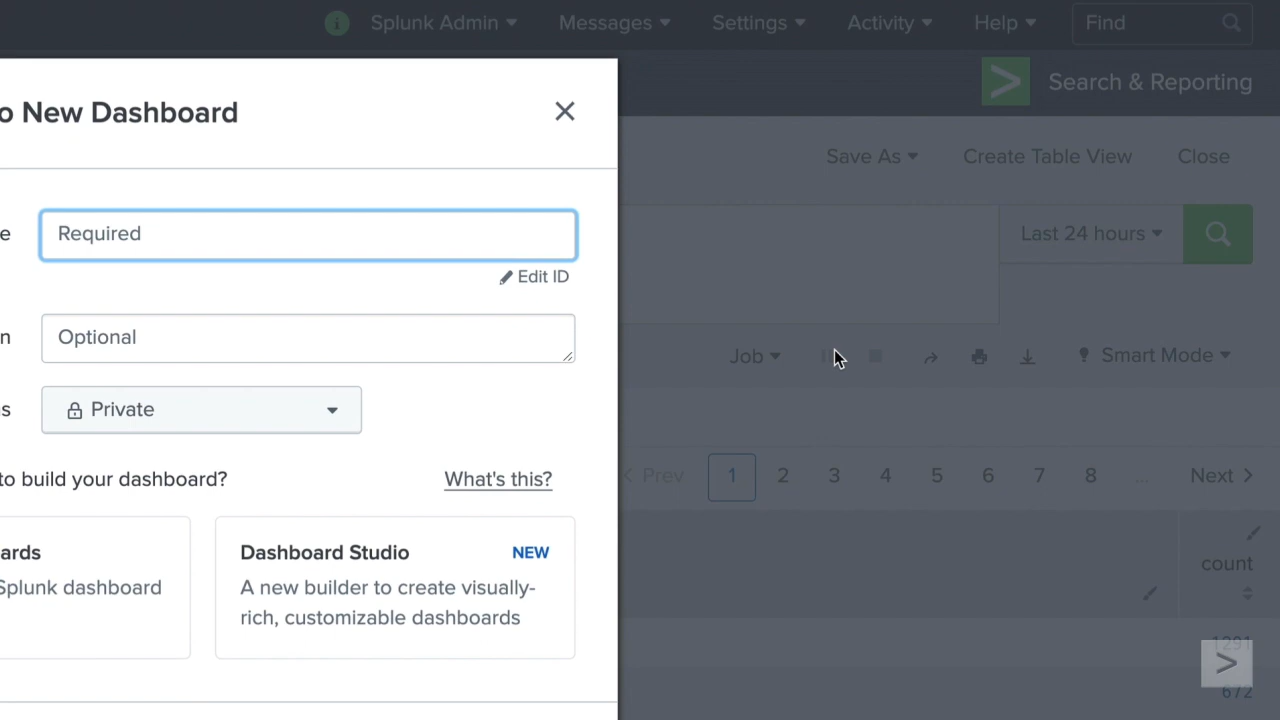 Splunk Admin Messages Settings Activity Help Find
Search & Reporting
o New Dashboard
Save As Create Table View Close
e Required
Last 24 hours
Edit ID
n Optional
Job Smart Mode
s Private
to build your dashboard? What's this?
< Prev 1 2 3 4 5 6 7 8 ... Next >
ards
Dashboard Studio NEW
count
Splunk dashboard
A new builder to create visually-
rich, customizable dashboards
1291
672